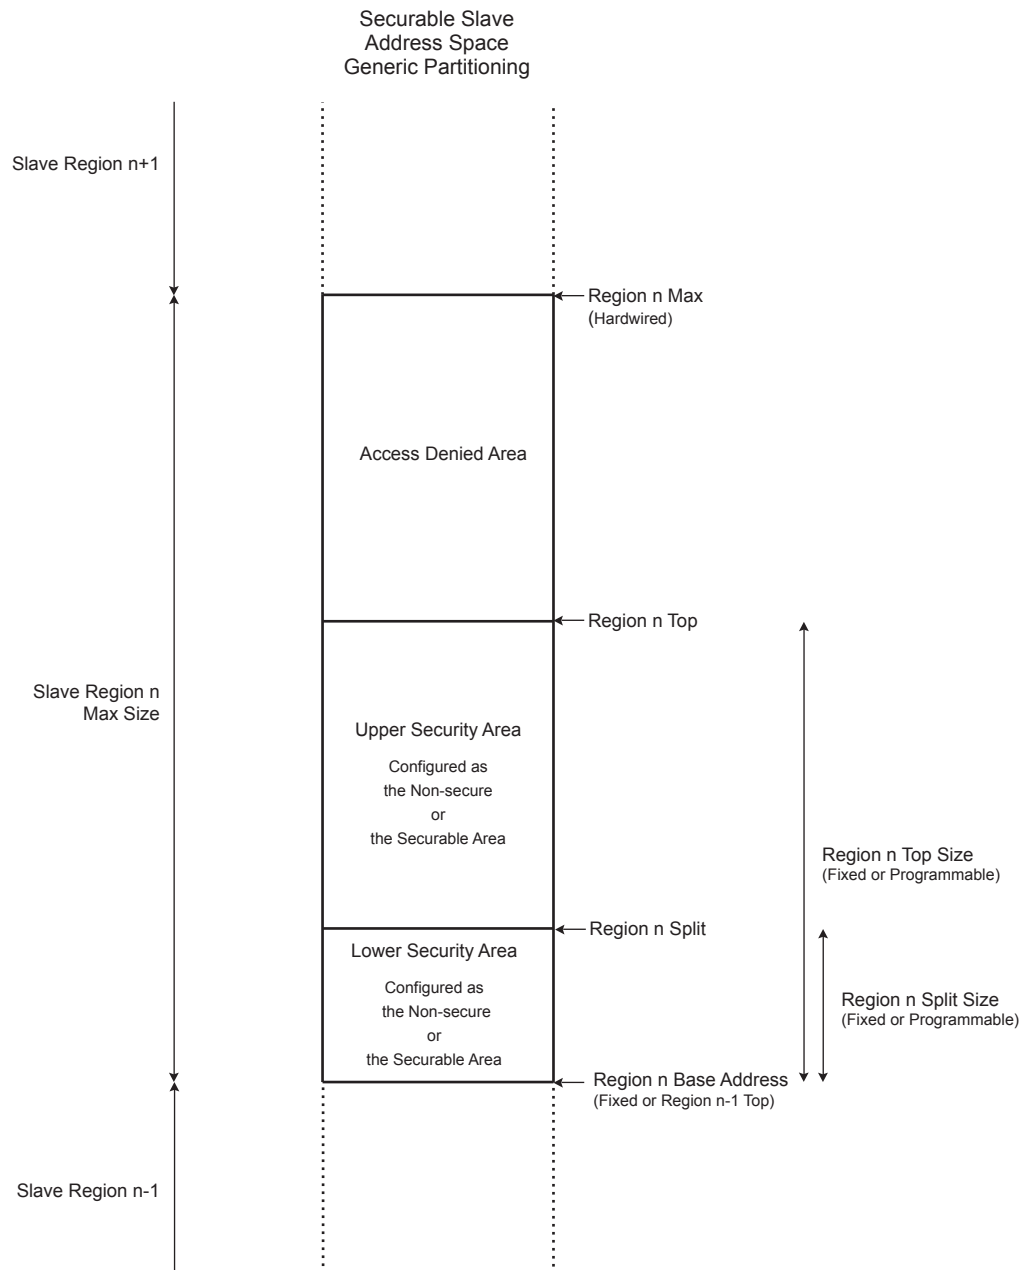 Securable Slave
Address Space
Generic Partitioning
Slave Region n+1
Region n Max
(Hardwired)
Access Denied Area
Region n Top
Slave Region n
Max Size
Upper Security Area
Configured as
the Non-secure
or
the Securable Area
Region n Top Size
(Fixed or Programmable)
Region n Split
Lower Security Area
Configured as
the Non-secure
or
the Securable Area
Region n Split Size
(Fixed or Programmable)
Region n Base Address
(Fixed or Region n-1 Top)
Slave Region n-1